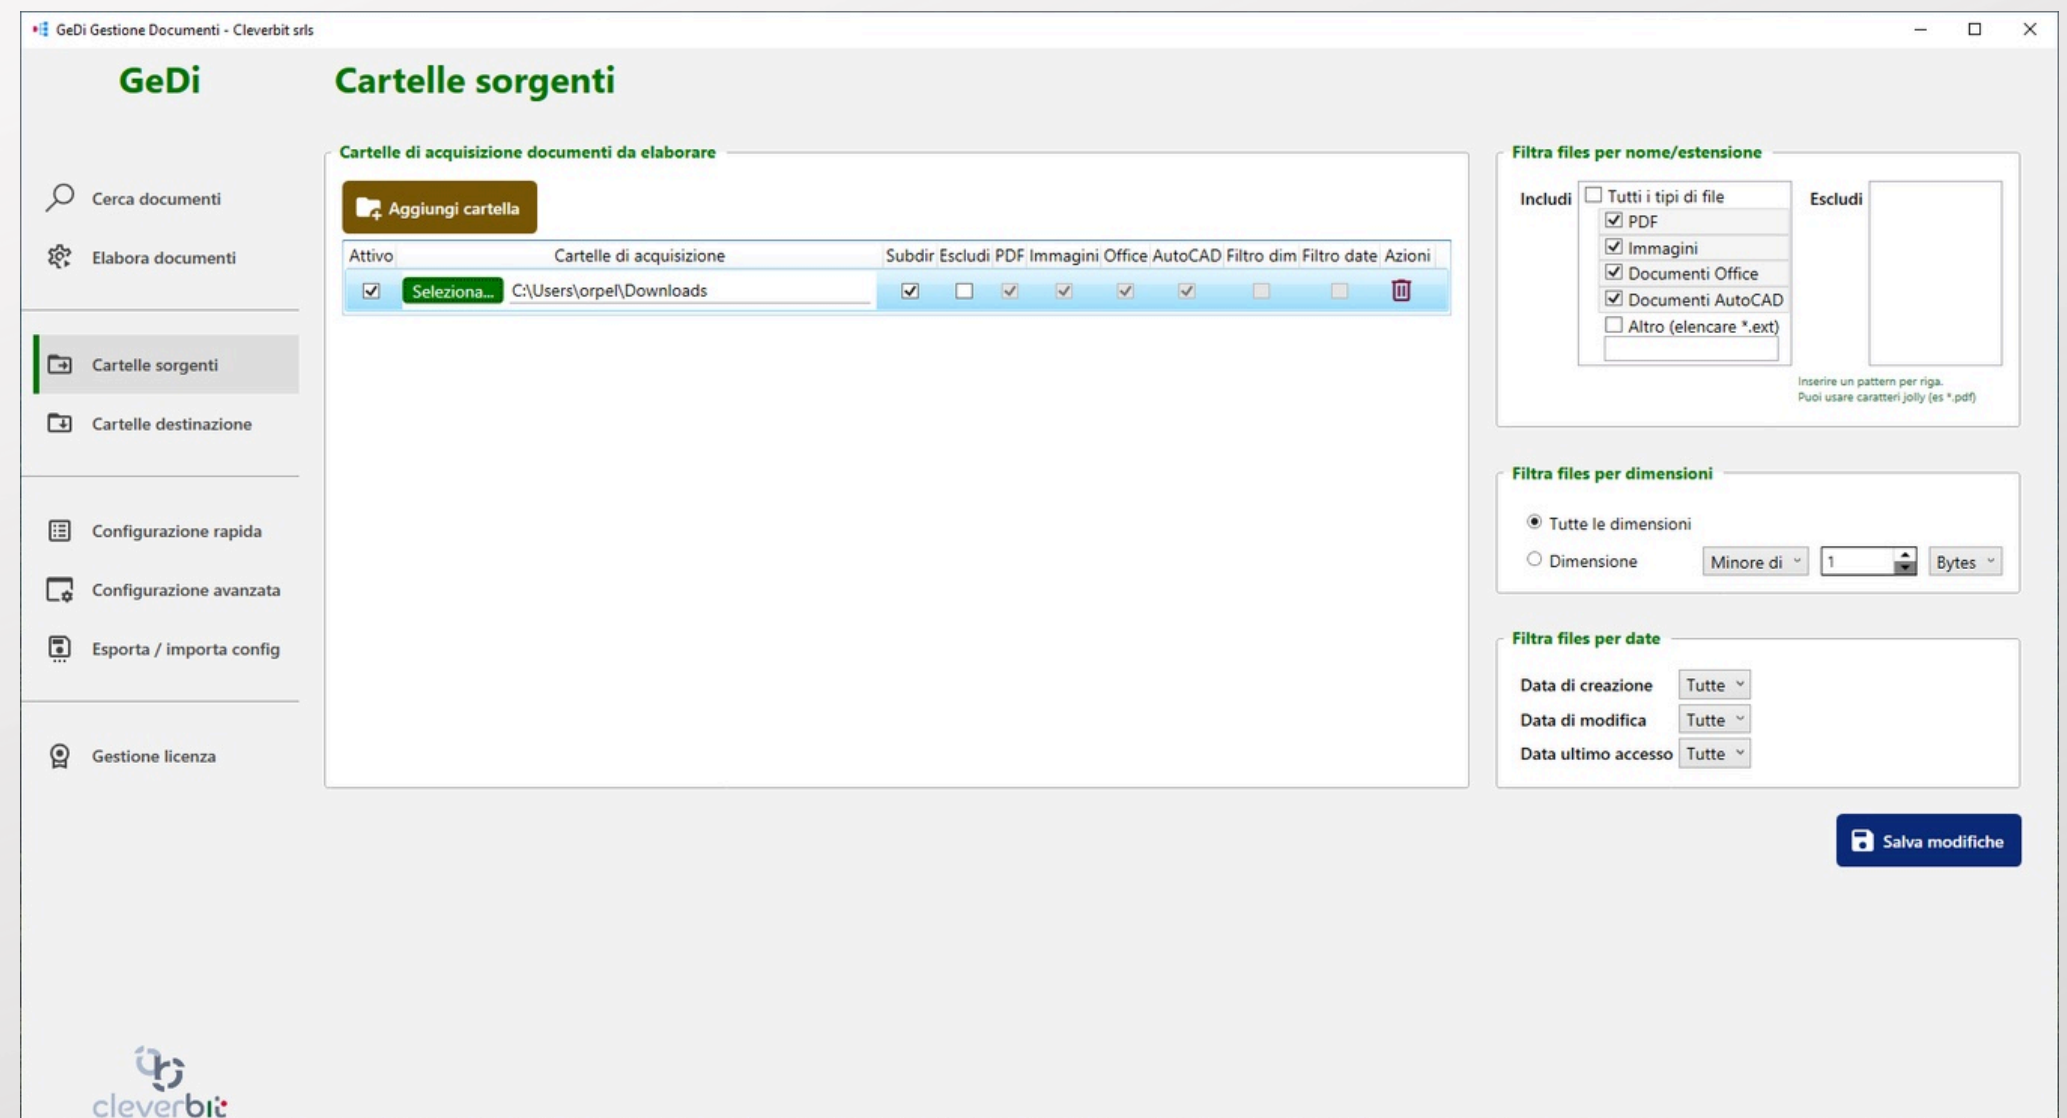 GeDi Gestione Documenti - Cleverbit srls
GeDi
Cartelle sorgenti
Cerca documenti
Elabora documenti
Cartelle sorgenti
Cartelle destinazione
Configurazione rapida
Configurazione avanzata
Esporta / importa config
Gestione licenza
cleverbit
Cartelle di acquisizione documenti da elaborare
Aggiungi cartella
Attivo Cartelle di acquisizione Subdir Escludi PDF Immagini Office AutoCAD Filtro dim Filtro date Azioni
Seleziona... C:\Users\orpel\Downloads
Filtra files per nome/estensione
Includi Tutti i tipi di file Escludi
PDF
Immagini
Documenti Office
Documenti AutoCAD
Altro (elencare *.ext)
Inserire un pattern per riga.
Puoi usare caratteri jolly (es *.pdf)
Filtra files per dimensioni
Tutte le dimensioni
Dimensione Minore di 1 Bytes
Filtra files per date
Data di creazione Tutte
Data di modifica Tutte
Data ultimo accesso Tutte
Salva modifiche